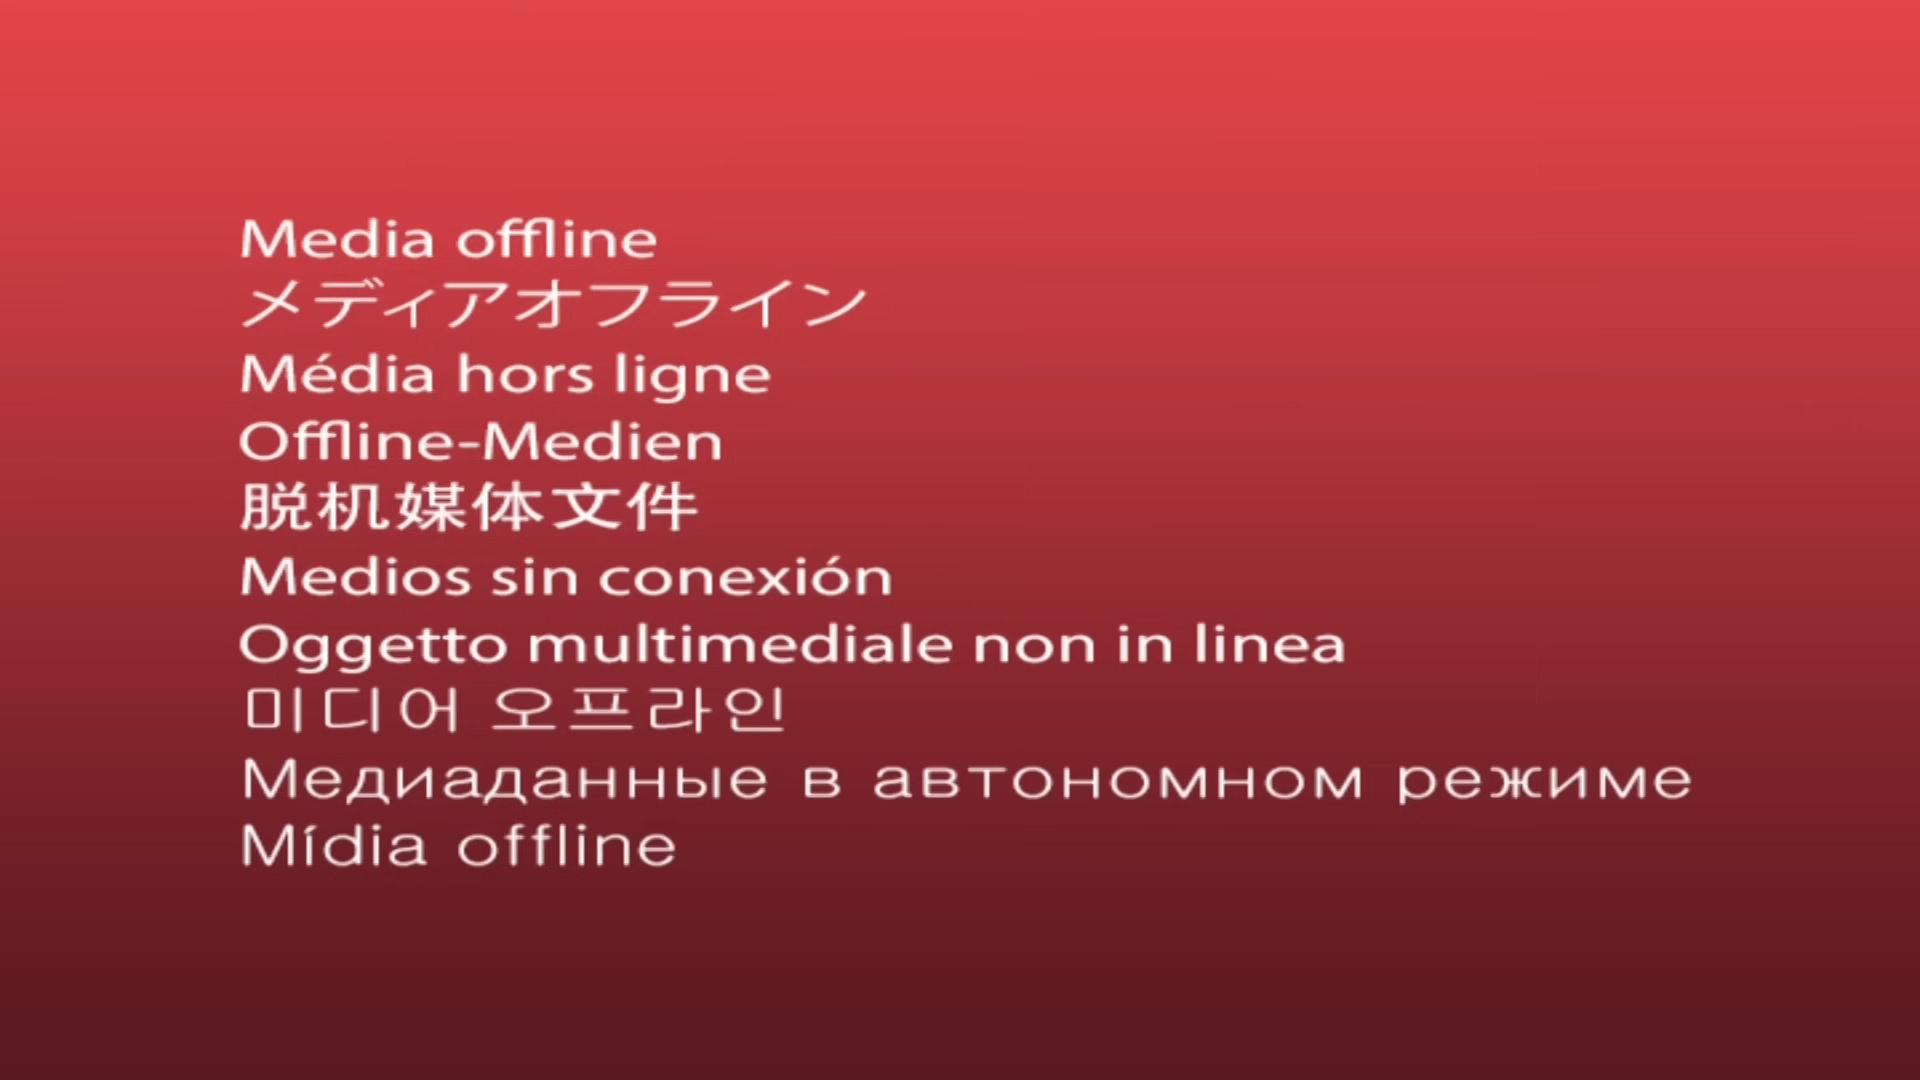 Media offline
メディアオフライン
Média hors ligne
Offline-Medien
脱机媒体文件
Medios sin conexión
Oggetto multimediale non in linea
미디어 오프라인
Медиаданные в автономном режиме
Mídia offline